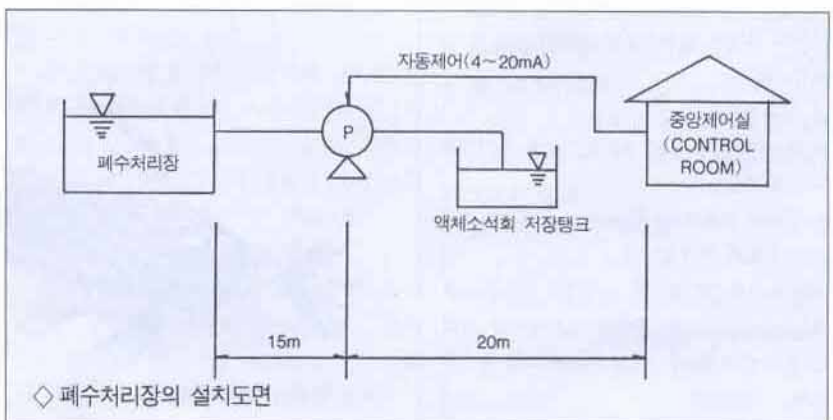 자동제어(4~20mA)
P
중앙제어실
(CONTROL
ROOM)
폐수처리장
액체소석회 저장탱크
15m
20m
◇ 폐수처리장의 설치도면